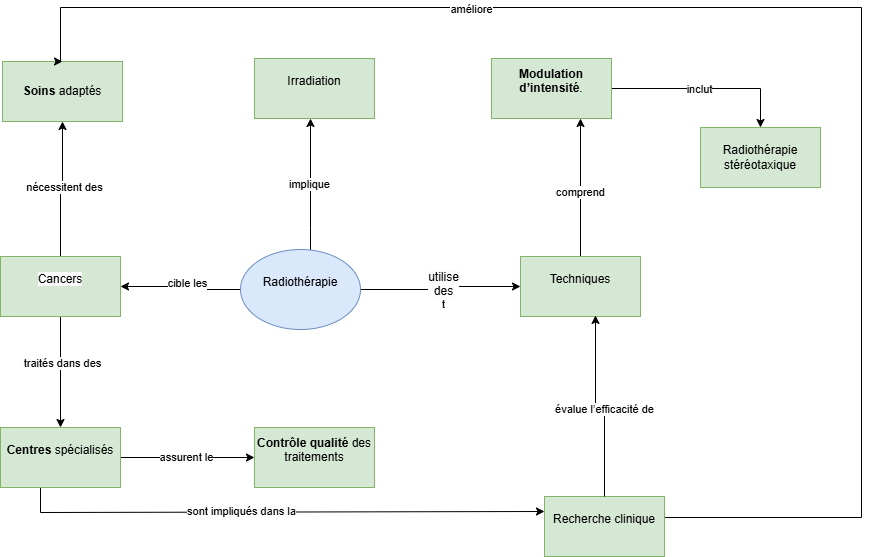 améliore
Soins adaptés
Irradiation
Modulation
d'intensité.
inclut
Radiothérapie
stéréotaxique
nécessitent des
implique
comprend
Cancers
cible les
Radiothérapie
utilise
des
t
Techniques
traités dans des
évalue l'efficacité de
Centres spécialisés
assurent le
Contrôle qualité des
traitements
sont impliqués dans la
Recherche clinique